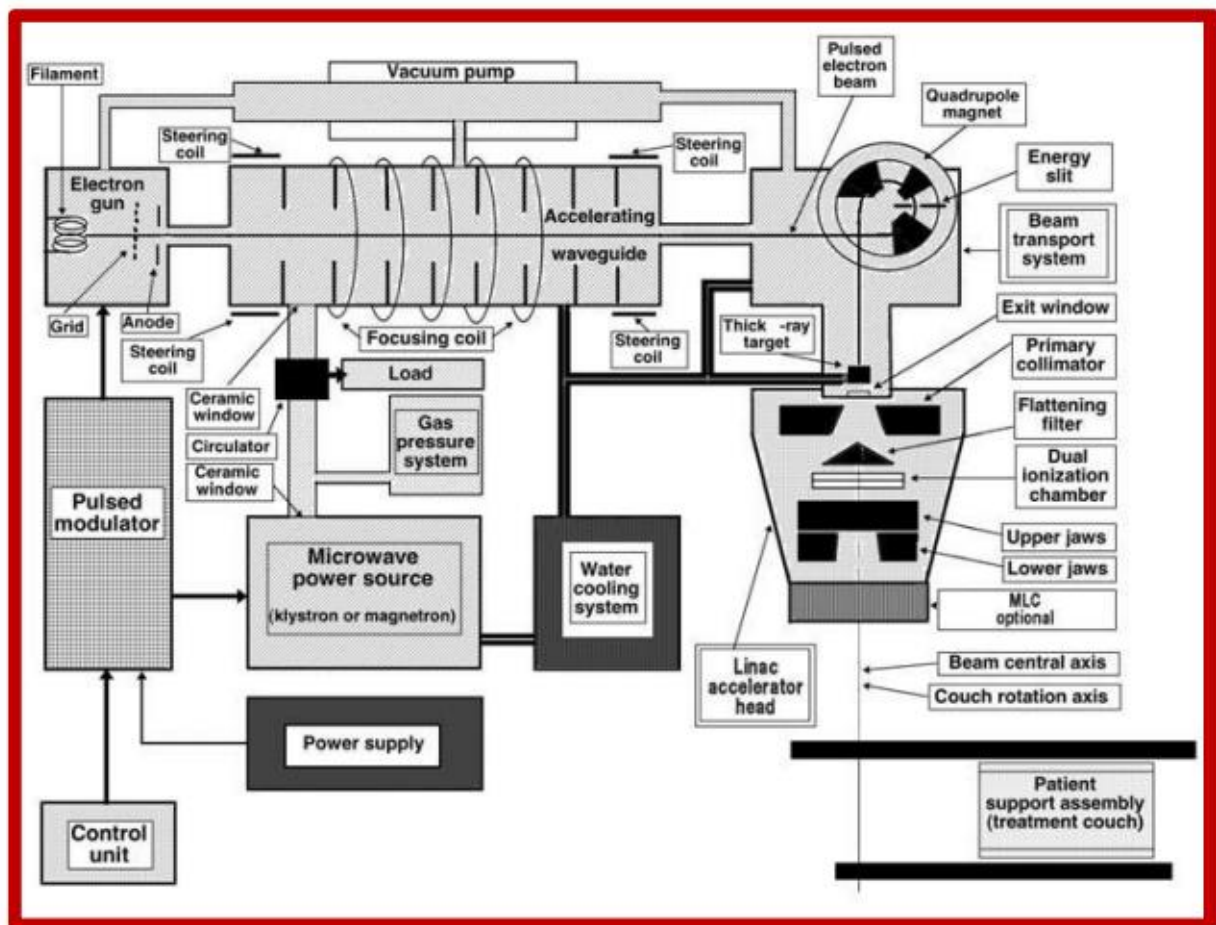 Vacuum pump
Filament
Pulsed
electron
beam
Quadrupole
magnet
Steering
coil
Steering
coil
Energy
slit
Electron
gun
Accelerating
waveguide
Beam
transport
system
Grid
Anode
Steering
coil
Focusing coil
Steering
coil
Thick -ray
target
Exit window
Primary
collimator
Load
Ceramic
window
Circulator
Gas
pressure
system
Flattening
filter
Ceramic
window
Dual
ionization
chamber
Pulsed
modulator
Microwave
power source
(klystron or magnetron)
Water
cooling
system
Upper jaws
Lower jaws
MLC
optional
Linac
accelerator
head
Beam central axis
Couch rotation axis
Power supply
Patient
support assembly
(treatment couch)
Control
unit